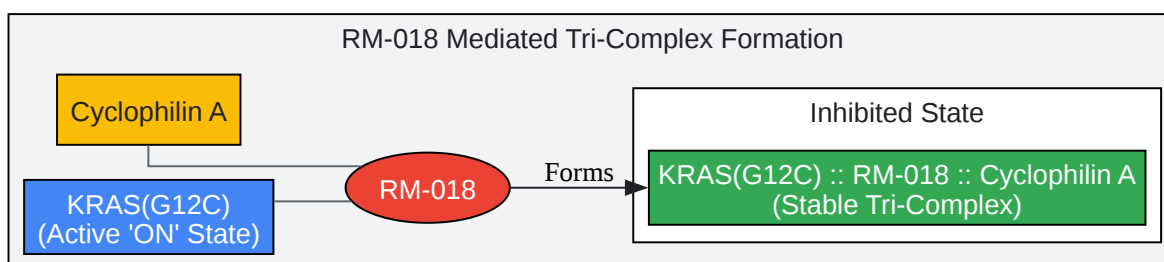 RM-018 Mediated Tri-Complex Formation
Cyclophilin A
KRAS(G12C)
(Active 'ON' State)
RM-018
Forms
Inhibited State
KRAS(G12C) :: RM-018 :: Cyclophilin A
(Stable Tri-Complex)